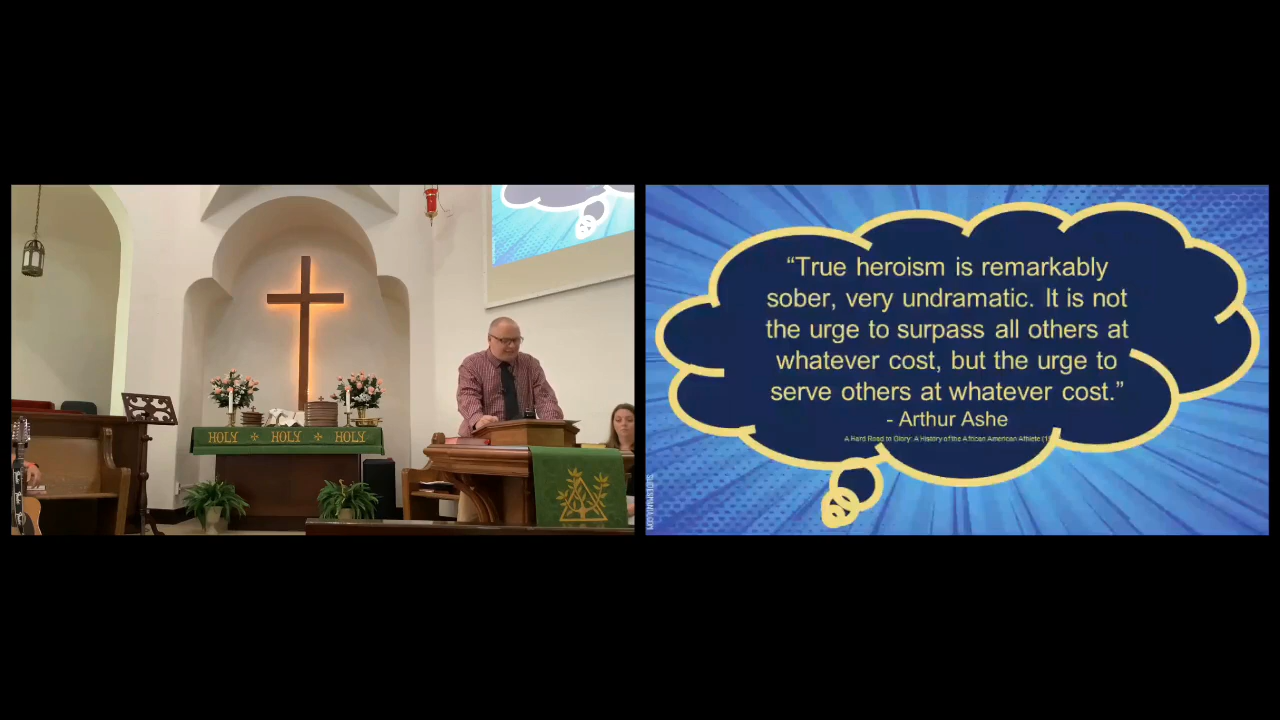 HOLY HOLY HOLY
“True heroism is remarkably
sober, very undramatic. It is not
the urge to surpass all others at
whatever cost, but the urge to
serve others at whatever cost.”
- Arthur Ashe
A Hard Road to Glory: A History of the African American Athlete